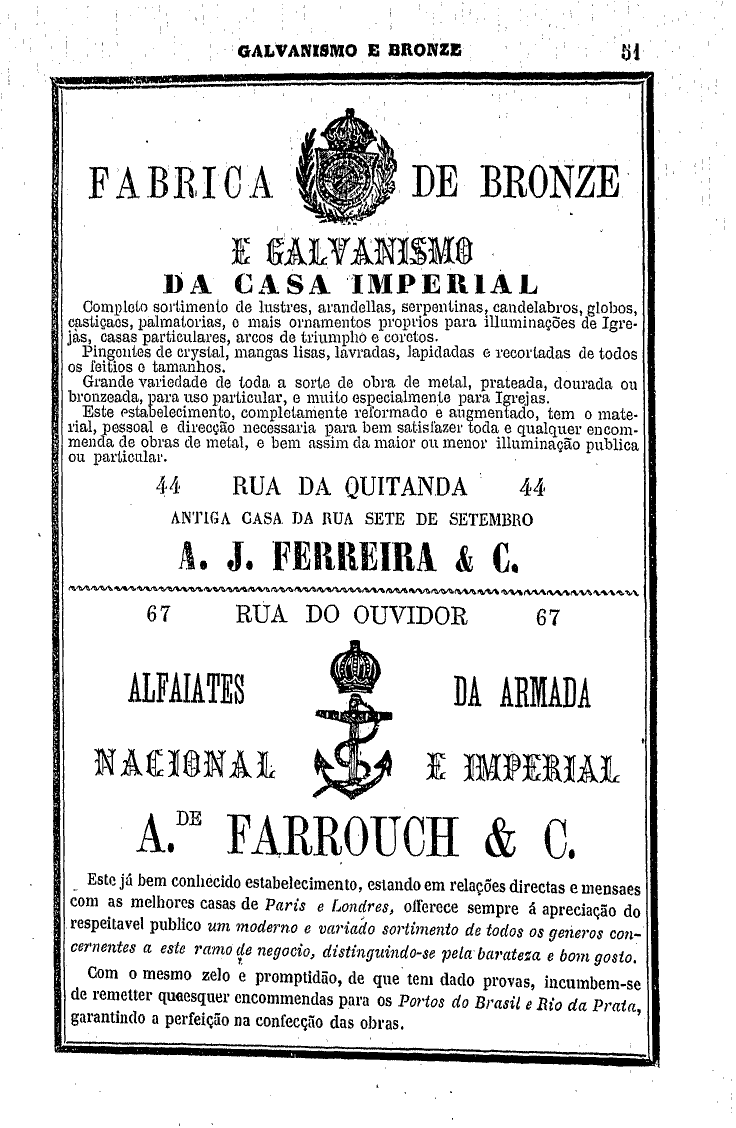 GALVANISMO E BRONZE 51
FABRICA DE BRONZE
E GALVANISMO
DA CASA IMPERIAL
Completo sortimento de lustres, arandellas, serpentinas, candelabros, globos,
castiçaos, palmatorias, e mais ornamentos proprios para illuminações de Igre-
jas, casas particulares, arcos de triumpho e coretos.
Pingentes de crystal, mangas lisas, lavradas, lapidadas e recortadas de todos
os feitios e tamanhos.
Grande variedade de toda a sorte de obra de metal, prateada, dourada ou
bronzeada, para uso particular, e muito especialmente para Igrejas.
Este estabelecimento, completamente reformado e augmentado, tem o mate-
rial, pessoal e direcção necessaria para bem satisfazer toda e qualquer encom-
menda de obras de metal, e bem assim da maior ou menor illuminação publica
ou particular.
44 RUA DA QUITANDA 44
ANTIGA CASA DA RUA SETE DE SETEMBRO
A. J. FERREIRA & C.
67 RUA DO OUVIDOR 67
ALFAIATES DA ARMADA
NACIONAL E IMPERIAL
A. DE FARROUCH & C.
Este já bem conhecido estabelecimento, estando em relações directas e mensaes
com as melhores casas de Paris e Londres, offerece sempre á apreciação do
respeitavel publico um moderno e variado sortimento de todos os generos con-
cernentes a este ramo de negocio, distinguindo-se pela barateza e bom gosto.
Com o mesmo zelo e promptidão, de que tem dado provas, incumbem-se
de remetter quaesquer encommendas para os Portos do Brasil e Rio da Prata,
garantindo a perfeição na confecção das obras.